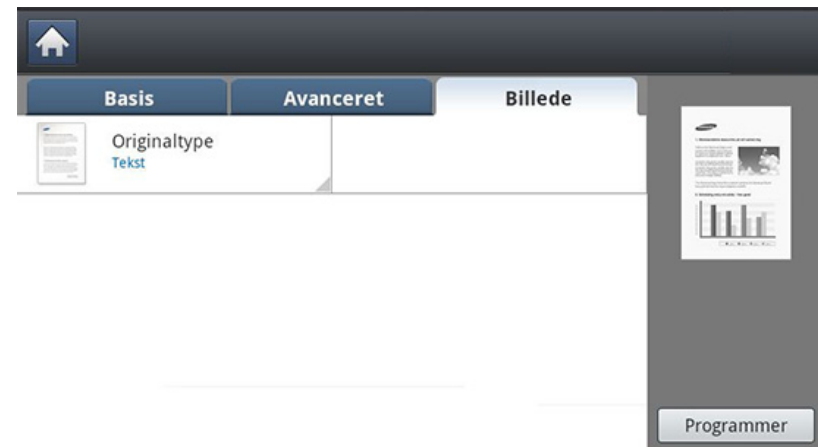 Basis
Avanceret
Billede
Originaltype
Tekst
Programmer